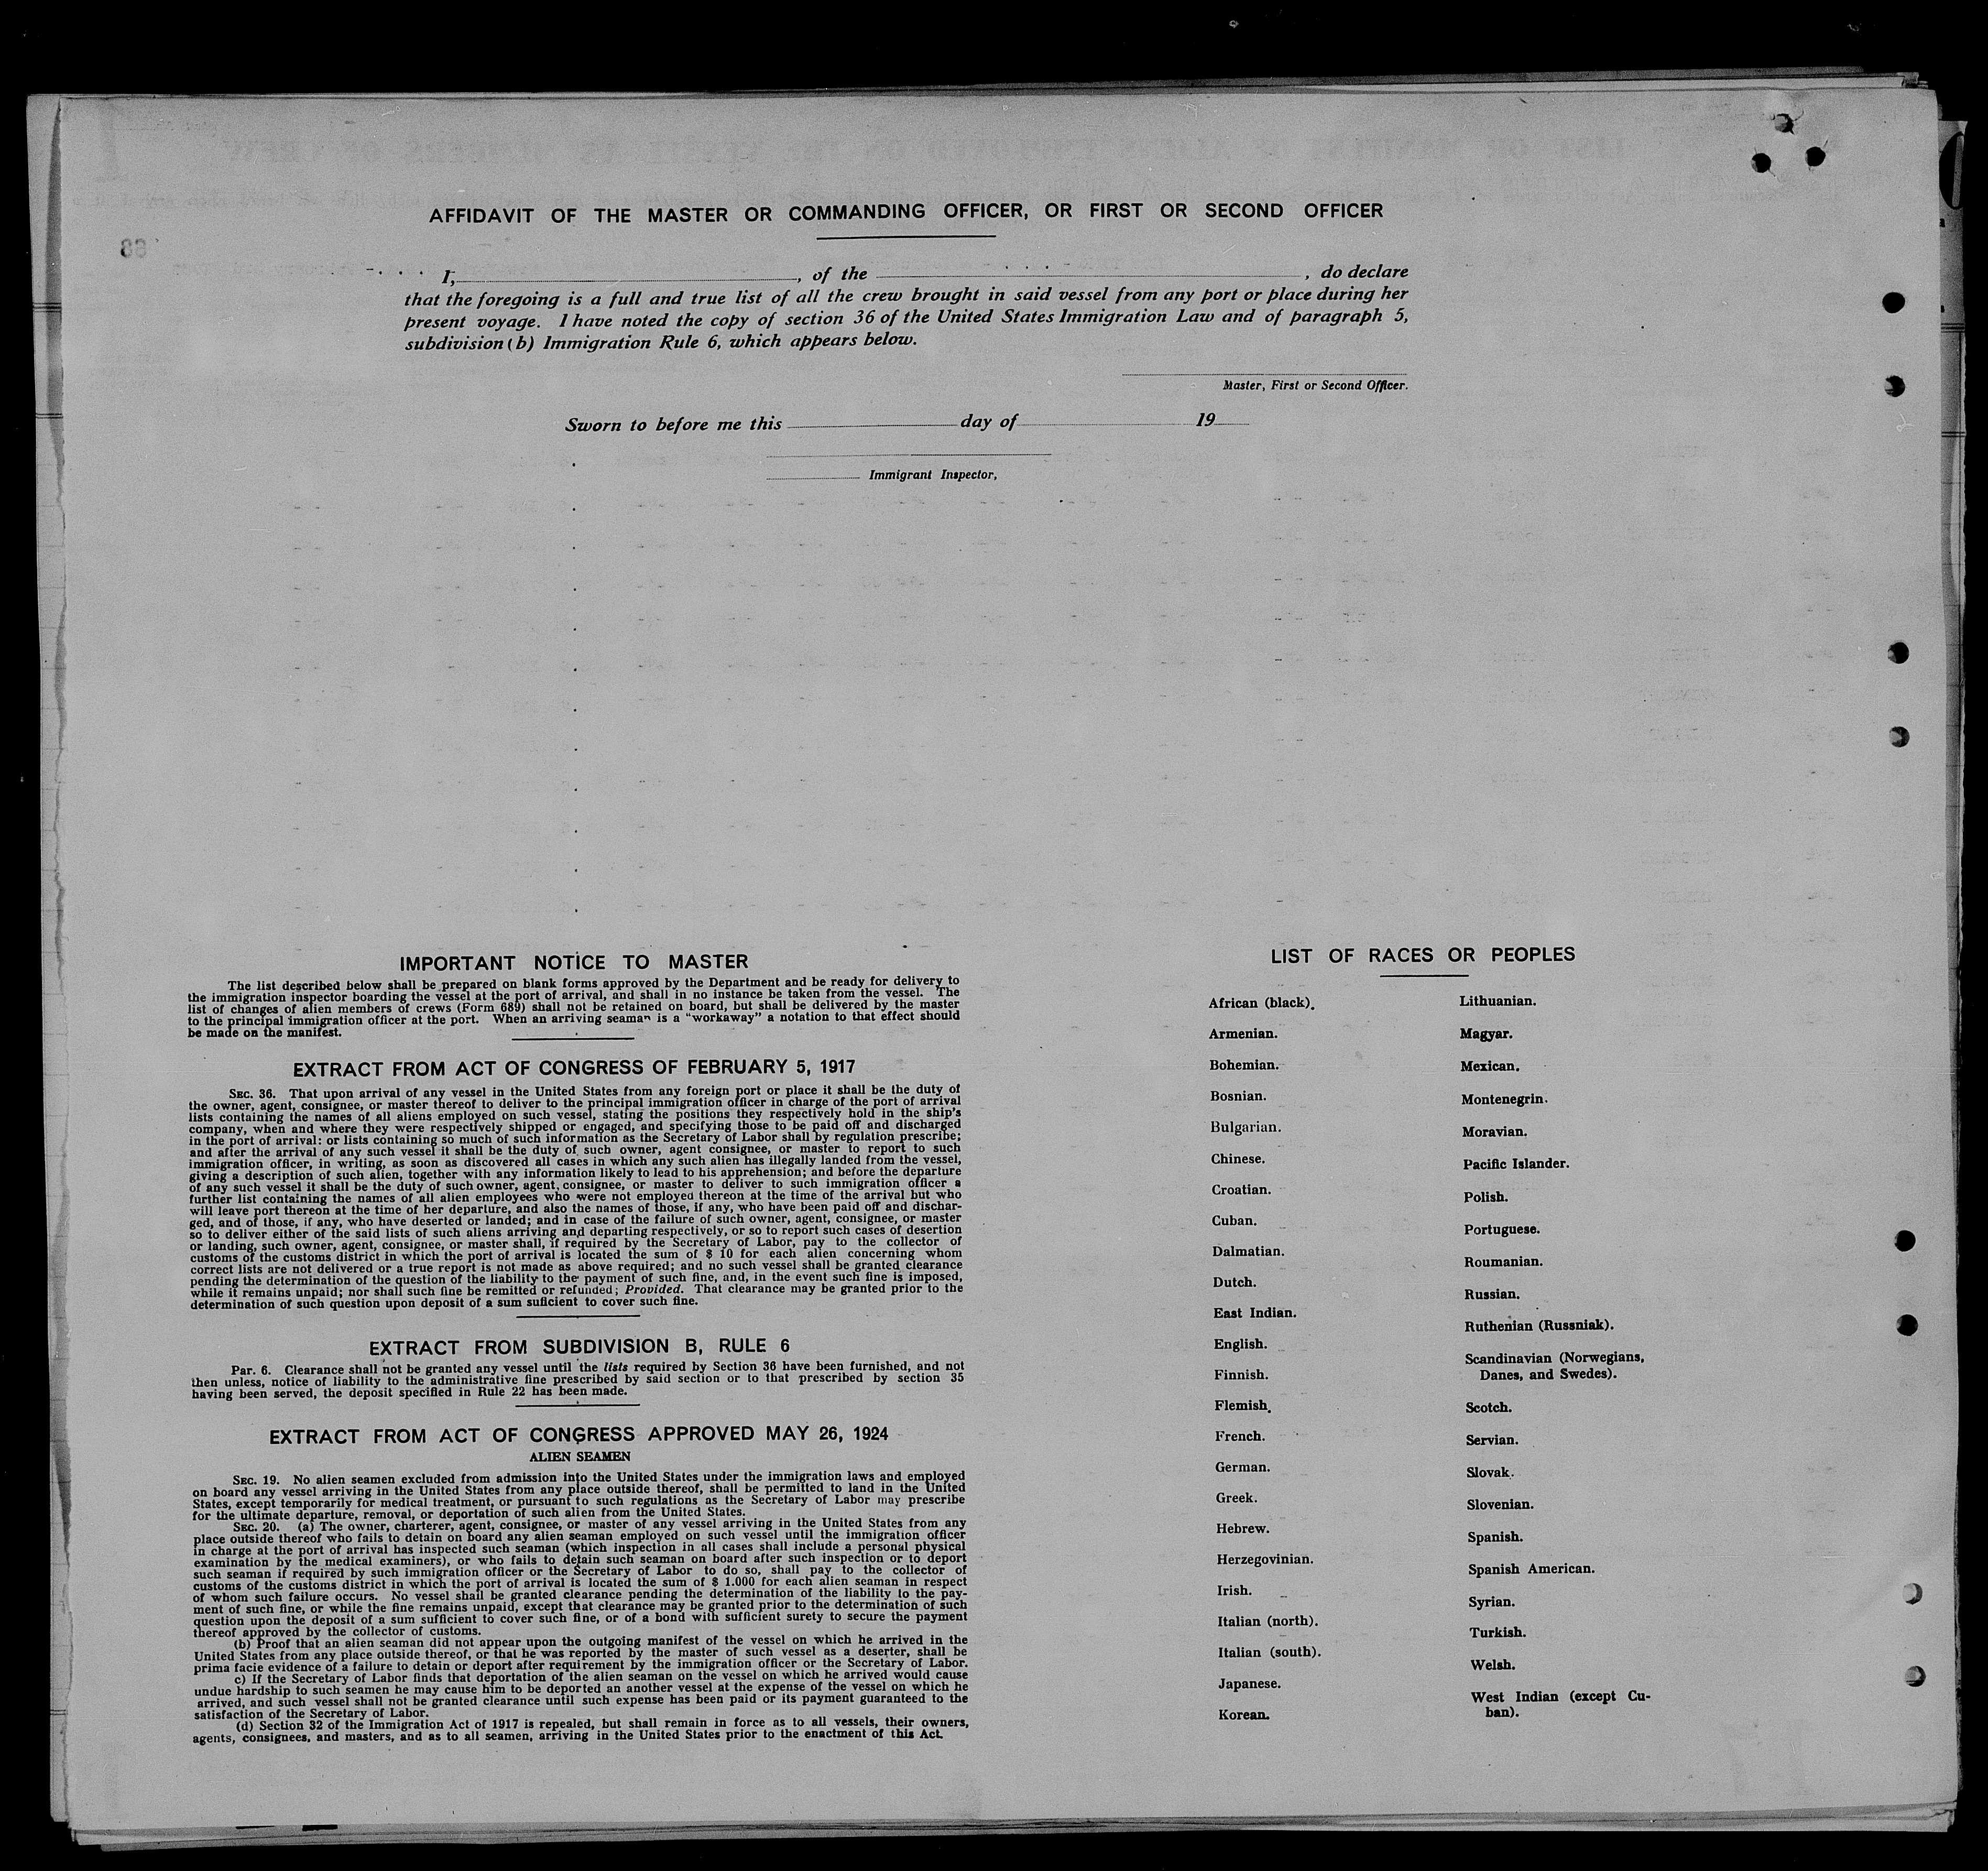 AFFIDAVIT OF THE MASTER OR COMMANDING OFFICER, OR FIRST OR SECOND OFFICER
I, , of the , do declare
that the foregoing is a full and true list of all the crew brought in said vessel from any port or place during her
present voyage. I have noted the copy of section 36 of the United States Immigration Law and of paragraph 5,
subdivision (b) Immigration Rule 6, which appears below.
Master, First or Second Officer.
Sworn to before me this day of 19
Immigrant Inspector,
IMPORTANT NOTICE TO MASTER
The list described below shall be prepared on blank forms approved by the Department and be ready for delivery to
the immigration inspector boarding the vessel at the port of arrival, and shall in no instance be taken from the vessel. The
list of changes of alien members of crews (Form 689) shall not be retained on board, but shall be delivered by the master
to the principal immigration officer at the port. When an arriving seaman is a "workaway" a notation to that effect should
be made on the manifest.
EXTRACT FROM ACT OF CONGRESS OF FEBRUARY 5, 1917
SEC. 36. That upon arrival of any vessel in the United States from any foreign port or place it shall be the duty of
the owner, agent, consignee, or master thereof to deliver to the principal immigration officer in charge of the port of arrival
lists containing the names of all aliens employed on such vessel, stating the positions they respectively hold in the ship's
company, when and where they were respectively shipped or engaged, and specifying those to be paid off and discharged
in the port of arrival: or lists containing so much of such information as the Secretary of Labor shall by regulation prescribe;
and after the arrival of any such vessel it shall be the duty of such owner, agent consignee, or master to report to such
immigration officer, in writing, as soon as discovered all cases in which any such alien has illegally landed from the vessel,
giving a description of such alien, together with any information likely to lead to his apprehension; and before the departure
of any such vessel it shall be the duty of such owner, agent, consignee, or master to deliver to such immigration officer a
further list containing the names of all alien employees who were not employed thereon at the time of the arrival but who
will leave port thereon at the time of her departure, and also the names of those, if any, who have been paid off and dischar-
ged, and of those, if any, who have deserted or landed; and in case of the failure of such owner, agent, consignee, or master
so to deliver either of the said lists of such aliens arriving and departing respectively, or so to report such cases of desertion
or landing, such owner, agent, consignee, or master shall, if required by the Secretary of Labor, pay to the collector of
customs of the customs district in which the port of arrival is located the sum of $ 10 for each alien concerning whom
correct lists are not delivered or a true report is not made as above required; and no such vessel shall be granted clearance
pending the determination of the question of the liability to the payment of such fine, and, in the event such fine is imposed,
while it remains unpaid; nor shall such fine be remitted or refunded; Provided. That clearance may be granted prior to the
determination of such question upon deposit of a sum suficient to cover such fine.
EXTRACT FROM SUBDIVISION B, RULE 6
Par. 6. Clearance shall not be granted any vessel until the lists required by Section 36 have been furnished, and not
then unless, notice of liability to the administrative fine prescribed by said section or to that prescribed by section 35
having been served, the deposit specified in Rule 22 has been made.
EXTRACT FROM ACT OF CONGRESS APPROVED MAY 26, 1924
ALIEN SEAMEN
SEC. 19. No alien seamen excluded from admission into the United States under the immigration laws and employed
on board any vessel arriving in the United States from any place outside thereof, shall be permitted to land in the United
States, except temporarily for medical treatment, or pursuant to such regulations as the Secretary of Labor may prescribe
for the ultimate departure, removal, or deportation of such alien from the United States.
SEC. 20. (a) The owner, charterer, agent, consignee, or master of any vessel arriving in the United States from any
place outside thereof who fails to detain on board any alien seaman employed on such vessel until the immigration officer
in charge at the port of arrival has inspected such seaman (which inspection in all cases shall include a personal physical
examination by the medical examiners), or who fails to detain such seaman on board after such inspection or to deport
such seaman if required by such immigration officer or the Secretary of Labor to do so, shall pay to the collector of
customs of the customs district in which the port of arrival is located the sum of $ 1.000 for each alien seaman in respect
of whom such failure occurs. No vessel shall be granted clearance pending the determination of the liability to the pay-
ment of such fine, or while the fine remains unpaid, except that clearance may be granted prior to the determination of such
question upon the deposit of a sum sufficient to cover such fine, or of a bond with sufficient surety to secure the payment
thereof approved by the collector of customs.
(b) Proof that an alien seaman did not appear upon the outgoing manifest of the vessel on which he arrived in the
United States from any place outside thereof, or that he was reported by the master of such vessel as a deserter, shall be
prima facie evidence of a failure to detain or deport after requirement by the immigration officer or the Secretary of Labor.
c) If the Secretary of Labor finds that deportation of the alien seaman on the vessel on which he arrived would cause
undue hardship to such seamen he may cause him to be deported an another vessel at the expense of the vessel on which he
arrived, and such vessel shall not be granted clearance until such expense has been paid or its payment guaranteed to the
satisfaction of the Secretary of Labor.
(d) Section 32 of the Immigration Act of 1917 is repealed, but shall remain in force as to all vessels, their owners,
agents, consignees, and masters, and as to all seamen, arriving in the United States prior to the enactment of this Act.
LIST OF RACES OR PEOPLES
African (black).
Armenian.
Bohemian.
Bosnian.
Bulgarian.
Chinese.
Croatian.
Cuban.
Dalmatian.
Dutch.
East Indian.
English.
Finnish.
Flemish.
French.
German.
Greek.
Hebrew.
Herzegovinian.
Irish.
Italian (north).
Italian (south).
Japanese.
Korean.
Lithuanian.
Magyar.
Mexican.
Montenegrin.
Moravian.
Pacific Islander.
Polish.
Portuguese.
Roumanian.
Russian.
Ruthenian (Russniak).
Scandinavian (Norwegians,
Danes, and Swedes).
Scotch.
Servian.
Slovak.
Slovenian.
Spanish.
Spanish American.
Syrian.
Turkish.
Welsh.
West Indian (except Cu-
ban).